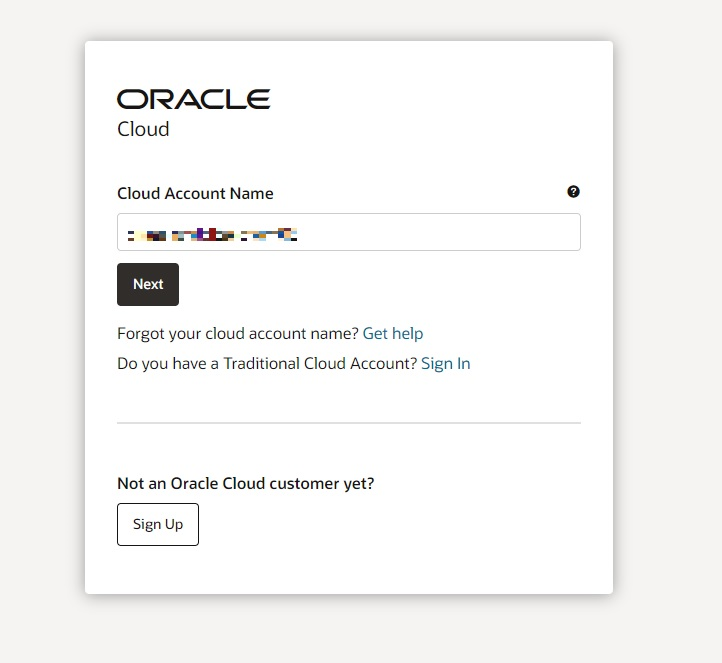 ORACLE
Cloud
Cloud Account Name
Next
Forgot your cloud account name? Get help
Do you have a Traditional Cloud Account? Sign In
Not an Oracle Cloud customer yet?
Sign Up